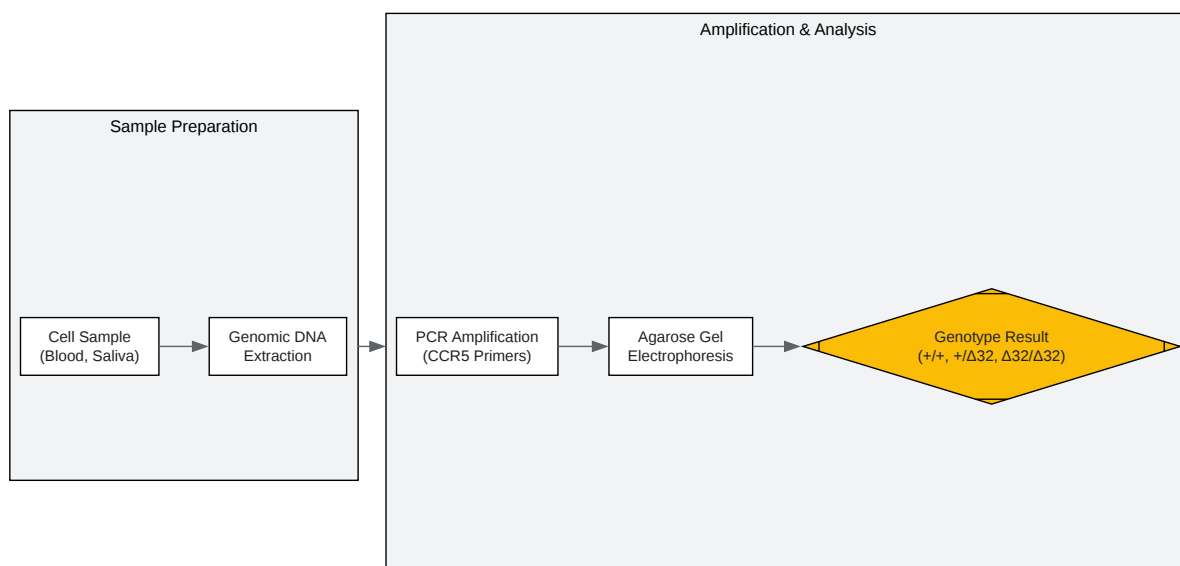 Amplification & Analysis
Sample Preparation
Cell Sample
(Blood, Saliva)
Genomic DNA
Extraction
PCR Amplification
(CCR5 Primers)
Agarose Gel
Electrophoresis
Genotype Result
(+/+, +/Δ32, Δ32/Δ32)